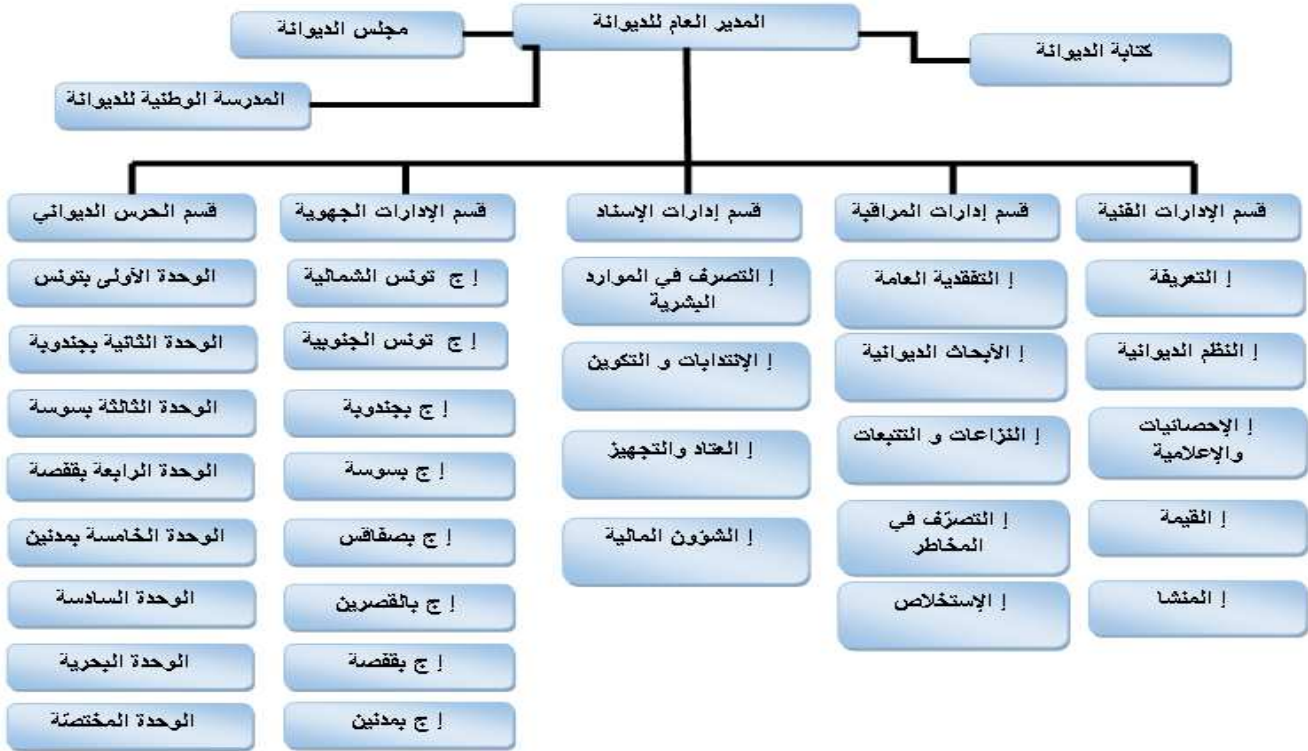 المدير العام للديوانة
مجلس الديوانة
كتابة الديوانة
المدرسة الوطنية للديوانة
قسم الإدارات الفنية
إ التعريفة
إ النظم الديوانية
إ الإحصائيات
والإعلامية
إ القيمة
إ المنشا
قسم إدارات المراقبة
إ التفقدية العامة
إ الأبحاث الديوانية
إ النزاعات و التتبعات
إ التصرّف في
المخاطر
إ الإستخلاص
قسم إدارات الإسناد
إ التصرف في الموارد
البشرية
إ الإنتدابات و التكوين
إ العتاد والتجهيز
إ الشؤون المالية
قسم الإدارات الجهوية
إ ج تونس الشمالية
إ ج تونس الجنوبية
إ ج بجندوبة
إ ج بسوسة
إ ج بصفاقس
إ ج بالقصرين
إ ج بقفصة
إ ج بمدنين
قسم الحرس الديواني
الوحدة الأولى بتونس
الوحدة الثانية بجندوبة
الوحدة الثالثة بسوسة
الوحدة الرابعة بقفصة
الوحدة الخامسة بمدنين
الوحدة السادسة
الوحدة البحرية
الوحدة المختصّة